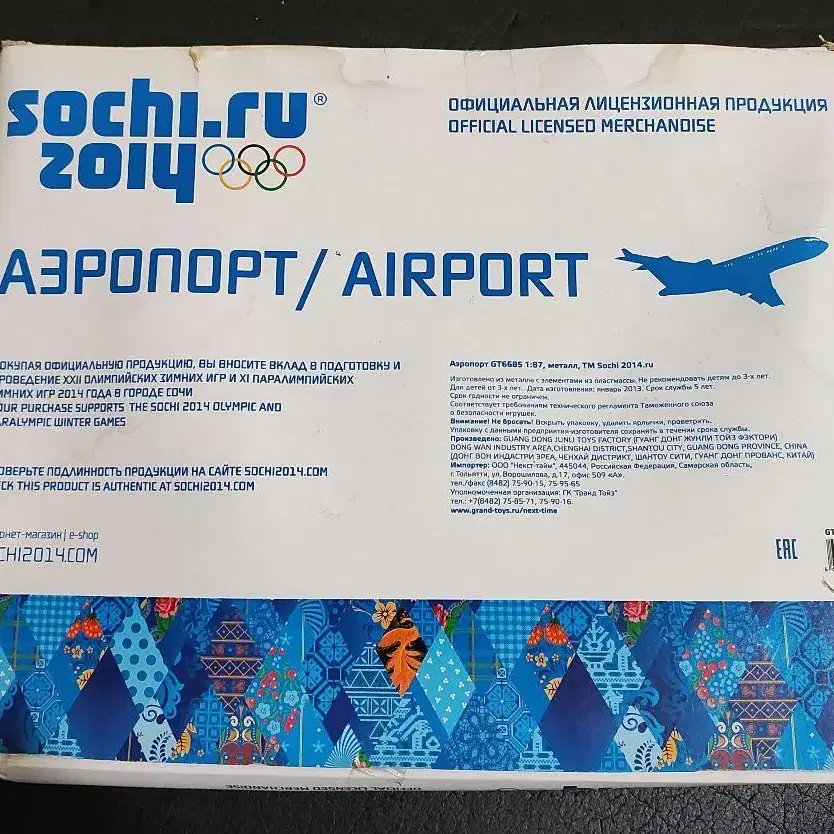 sochi.ru®
2014
ОФИЦИАЛЬНАЯ ЛИЦЕНЗИОННАЯ ПРОДУКЦИЯ
OFFICIAL LICENSED MERCHANDISE
АЭРОПОРТ/ AIRPORT
ОКУПАЯ ОФИЦИАЛЬНУЮ ПРОДУКЦИЮ, ВЫ ВНОСИТЕ ВКЛАД В ПОДГОТОВКУ И
РОВЕДЕНИЕ XXII ОЛИМПИЙСКИХ ЗИМНИХ ИГР И XI ПАРАЛИМПИЙСКИХ
ИМНИХ ИГР 2014 ГОДА В ГОРОДЕ СОЧИ
OUR PURCHASE SUPPORTS THE SOCHI 2014 OLYMPIC AND
ARALYMPIC WINTER GAMES
ОВЕРЬТЕ ПОДЛИННОСТЬ ПРОДУКЦИИ НА САЙТЕ SOCHI2014.COM
ECK THIS PRODUCT IS AUTHENTIC AT SOCHI2014.COM
рнет-магазин | e-shop
CHI2014.COM
Аэропорт GT6685 1:87, металл, ТМ Sochi 2014.ru
Изготовлено из металла с элементами из пластмассы. Не рекомендовать детям до 3-х лет.
Для детей от 3-х лет. Дата изготовления: январь 2013. Срок службы 5 лет.
Срок годности не ограничен.
Соответствует требованиям технического регламента Таможенного союза
о безопасности игрушек.
Внимание! Не бросать! Вскрыть упаковку, удалить ярлычки, проветрить.
Упаковку с данными предприятия-изготовителя сохранять в течении срока службы.
Произведено: GUANG DONG JUNLI TOYS FACTORY (ГУАНГ ДОНГ ЖУНЛИ ТОЙЗ ФЭКТОРИ)
DONG WAN INDUSTRY AREA,CHENGHAI DISTRICT,SHANTOU CITY, GUANG DONG PROVINCE, CHINA
(ДОНГ ВОН ИНДАСТРИ ЭРЕА, ЧЕНХАЙ ДИСТРИКТ, ШАНТОУ СИТИ, ГУАНГ ДОНГ ПРОВАНС, КИТАЙ)
Импортер: ООО "Некст-тайм", 445044, Российская Федерация, Самарская область,
г. Тольятти, ул. Ворошилова, д.17, офис 509 «А».
тел./факс (8482) 75-90-15, 75-95-65
Уполномоченная организация: ГК "Гранд Тойз"
тел.: +7(8482) 75-85-71, 75-90-16.
www.grand-toys.ru/next-time
EAC
GT
OFFICIAL LICENSED MERCHANDISE